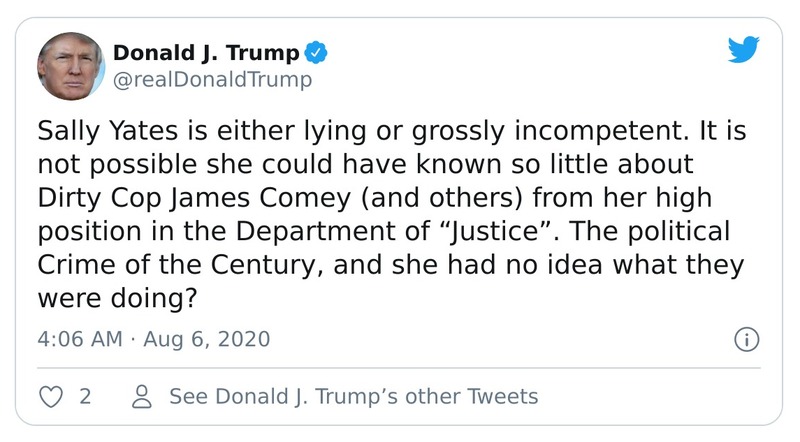 Donald J. Trump
@realDonaldTrump
Sally Yates is either lying or grossly incompetent. It is
not possible she could have known so little about
Dirty Cop James Comey (and others) from her high
position in the Department of “Justice”. The political
Crime of the Century, and she had no idea what they
were doing?
4:06 AM · Aug 6, 2020
2 See Donald J. Trump’s other Tweets